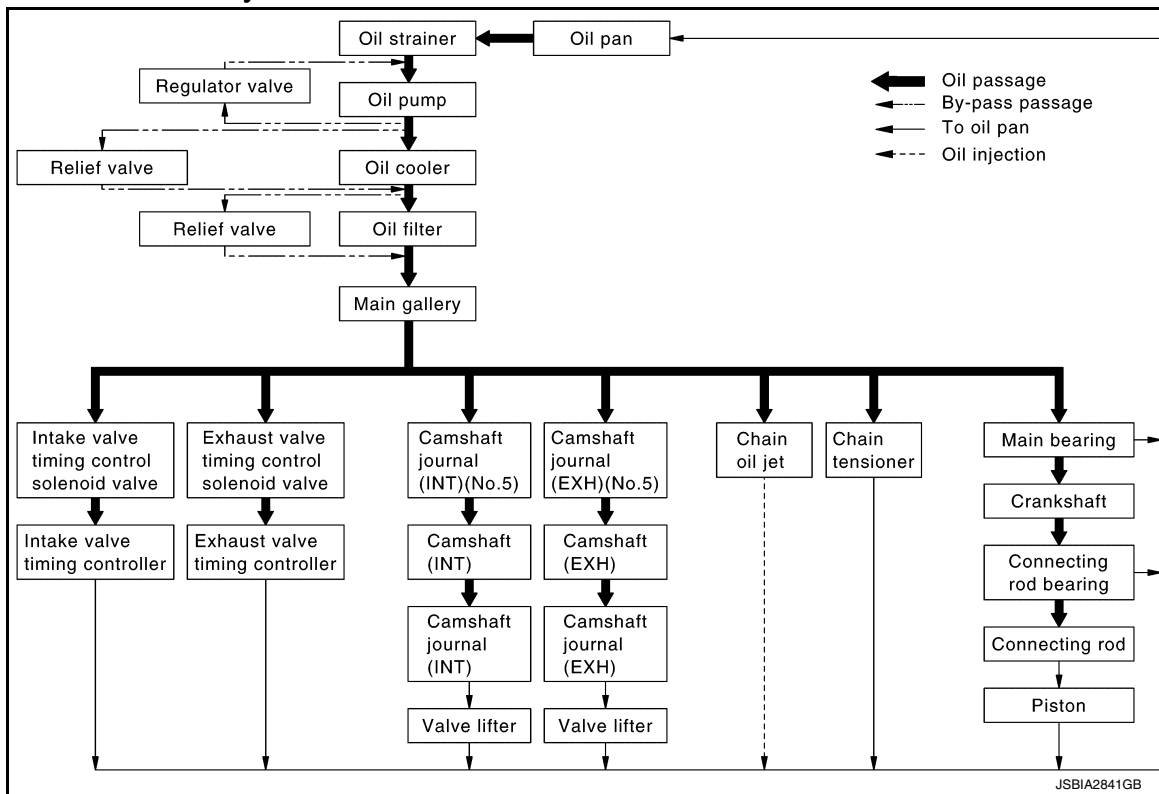 Oil strainer
Oil pan
Regulator valve
Oil pump
Relief valve
Oil cooler
Relief valve
Oil filter
Main gallery
Oil passage
By-pass passage
To oil pan
Oil injection
Intake valve
timing control
solenoid valve
Exhaust valve
timing control
solenoid valve
Camshaft
journal
(INT)(No.5)
Camshaft
journal
(EXH)(No.5)
Chain
oil jet
Chain
tensioner
Main bearing
Crankshaft
Intake valve
timing controller
Exhaust valve
timing controller
Camshaft
(INT)
Camshaft
(EXH)
Connecting
rod bearing
Camshaft
journal
(INT)
Camshaft
journal
(EXH)
Connecting rod
Valve lifter
Valve lifter
Piston
JSBIA2841GB